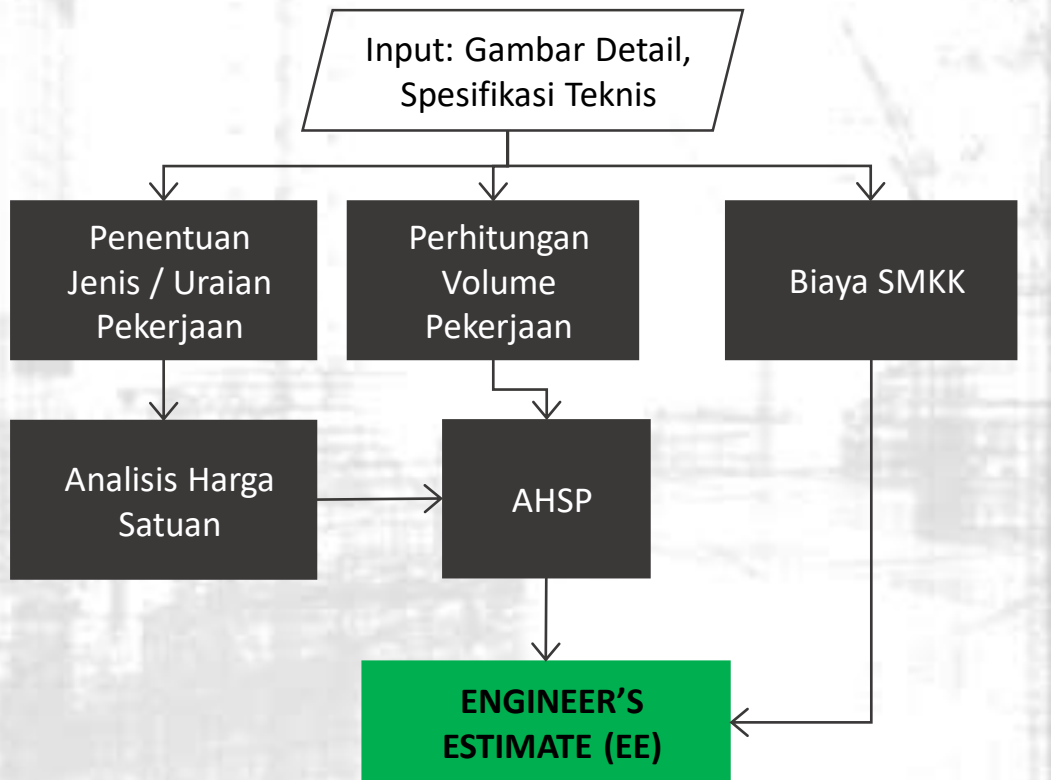 Input: Gambar Detail,
Spesifikasi Teknis
Penentuan
Jenis / Uraian
Pekerjaan
Perhitungan
Volume
Pekerjaan
Biaya SMKK
Analisis Harga
Satuan
AHSP
ENGINEER’S
ESTIMATE (EE)